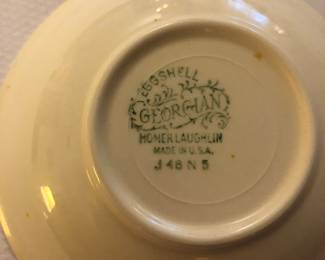 EGGSHELL
GEORGIAN
HOMER LAUGHLIN
MADE IN U.S.A.
J 48 N 5